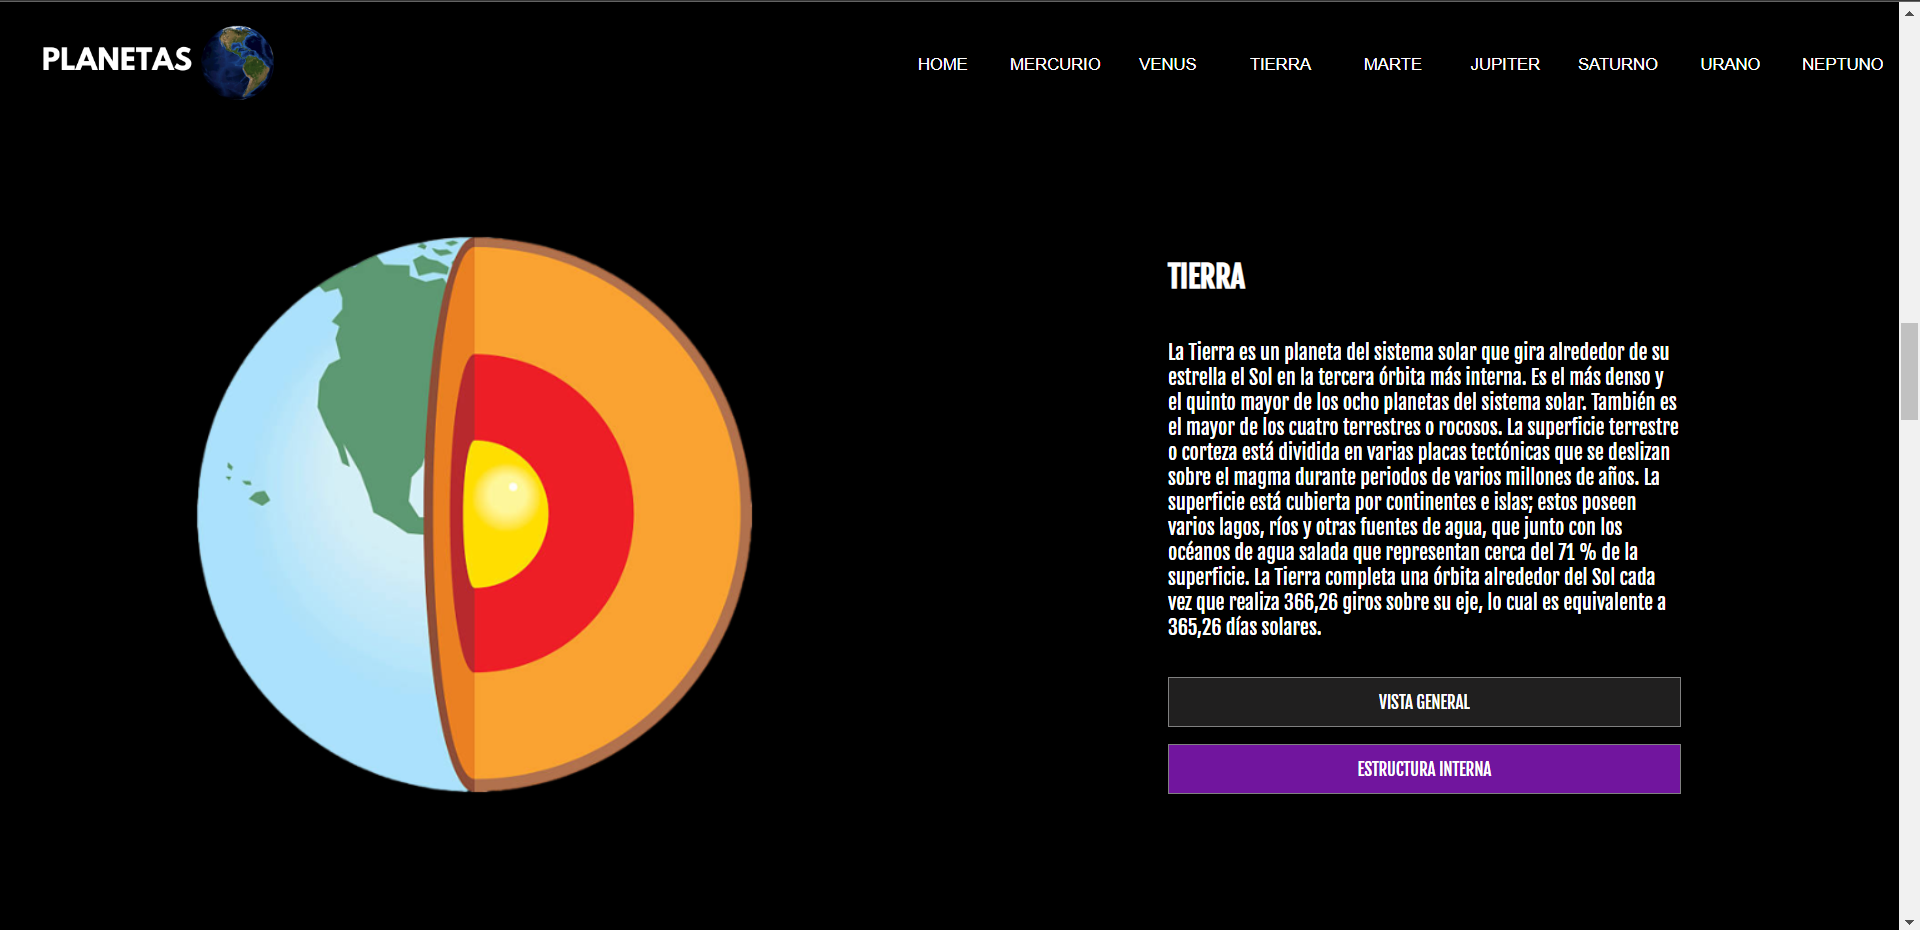 PLANETAS
HOME MERCURIO VENUS TIERRA MARTE JUPITER SATURNO URANO NEPTUNO
TIERRA
La Tierra es un planeta del sistema solar que gira alrededor de su
estrella el Sol en la tercera órbita más interna. Es el más denso y
el quinto mayor de los ocho planetas del sistema solar. También es
el mayor de los cuatro terrestres o rocosos. La superficie terrestre
o corteza está dividida en varias placas tectónicas que se deslizan
sobre el magma durante periodos de varios millones de años. La
superficie está cubierta por continentes e islas; estos poseen
varios lagos, ríos y otras fuentes de agua, que junto con los
océanos de agua salada que representan cerca del 71 % de la
superficie. La Tierra completa una órbita alrededor del Sol cada
vez que realiza 366,26 giros sobre su eje, lo cual es equivalente a
365,26 días solares.
VISTA GENERAL
ESTRUCTURA INTERNA